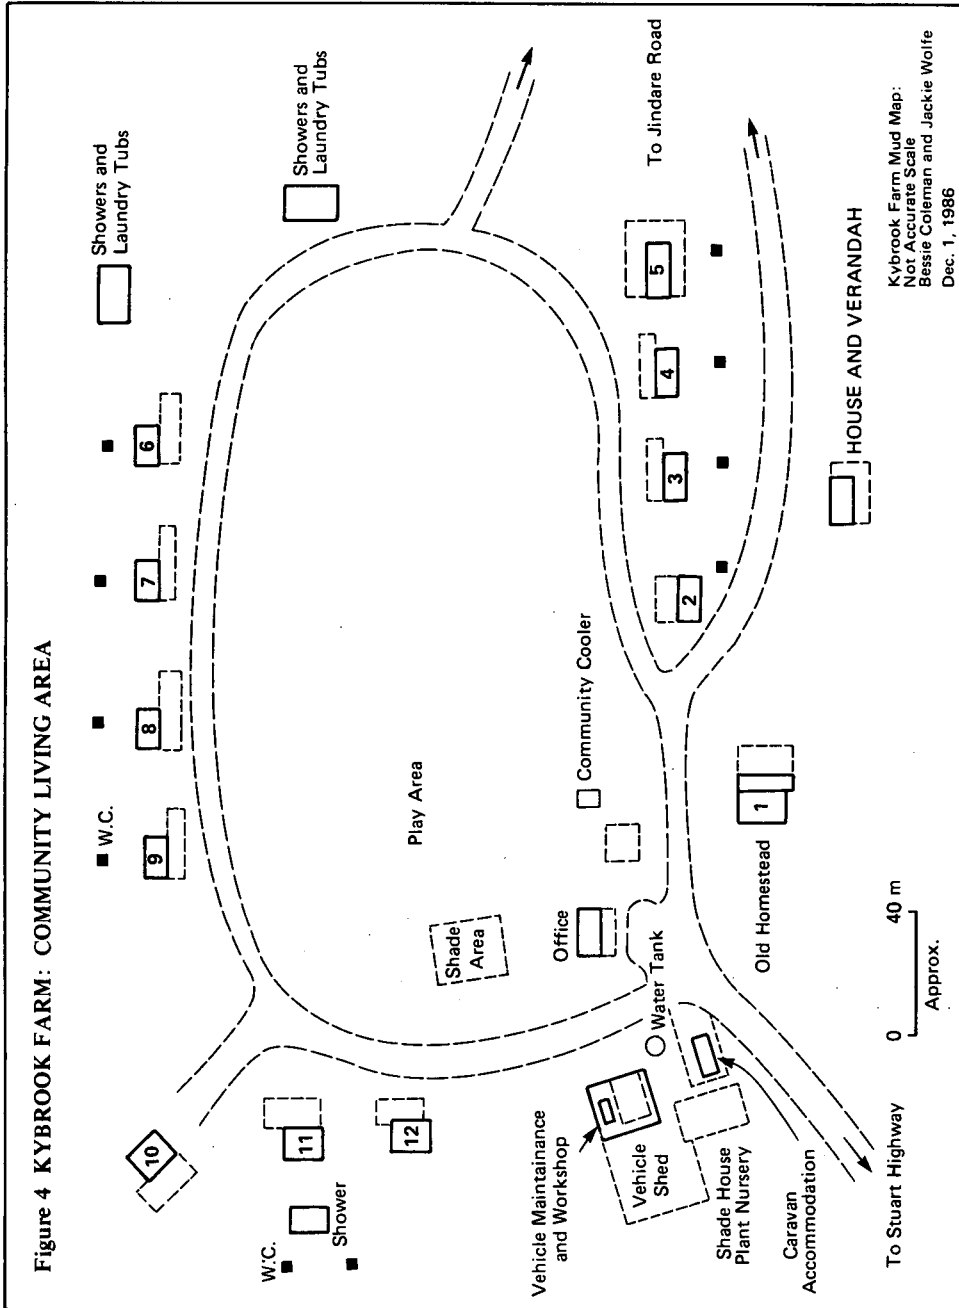 Figure 4 KYBROOK FARM: COMMUNITY LIVING AREA
Showers and
Laundry Tubs
Showers and
Laundry Tubs
W.C.
9
8
7
6
10
11
12
W.C.
Shower
Play Area
Shade
Area
Office
Community Cooler
Water Tank
2
3
4
5
To Jindare Road
Vehicle Maintenance
and Workshop
Vehicle
Shed
Shade House
Plant Nursery
Caravan
Accommodation
Old Homestead
1
HOUSE AND VERANDAH
To Stuart Highway
0
40 m
Approx.
Kybrook Farm Mud Map:
Not Accurate Scale
Bessie Coleman and Jackie Wolfe
Dec. 1, 1986